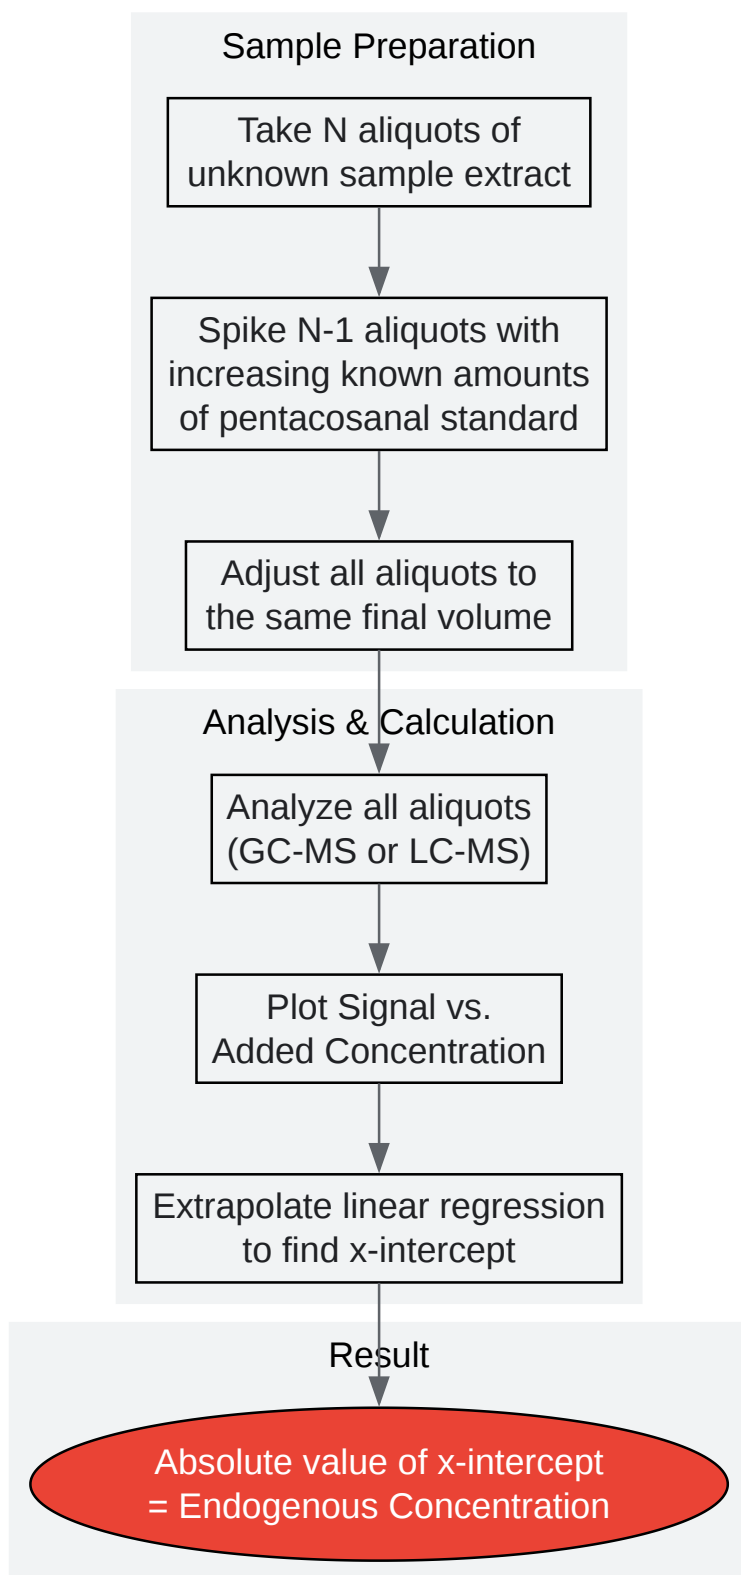 Sample Preparation
Take N aliquots of
unknown sample extract
Spike N-1 aliquots with
increasing known amounts
of pentacosanal standard
Adjust all aliquots to
the same final volume
Analysis & Calculation
Analyze all aliquots
(GC-MS or LC-MS)
Plot Signal vs.
Added Concentration
Extrapolate linear regression
to find x-intercept
Result
Absolute value of x-intercept
= Endogenous Concentration